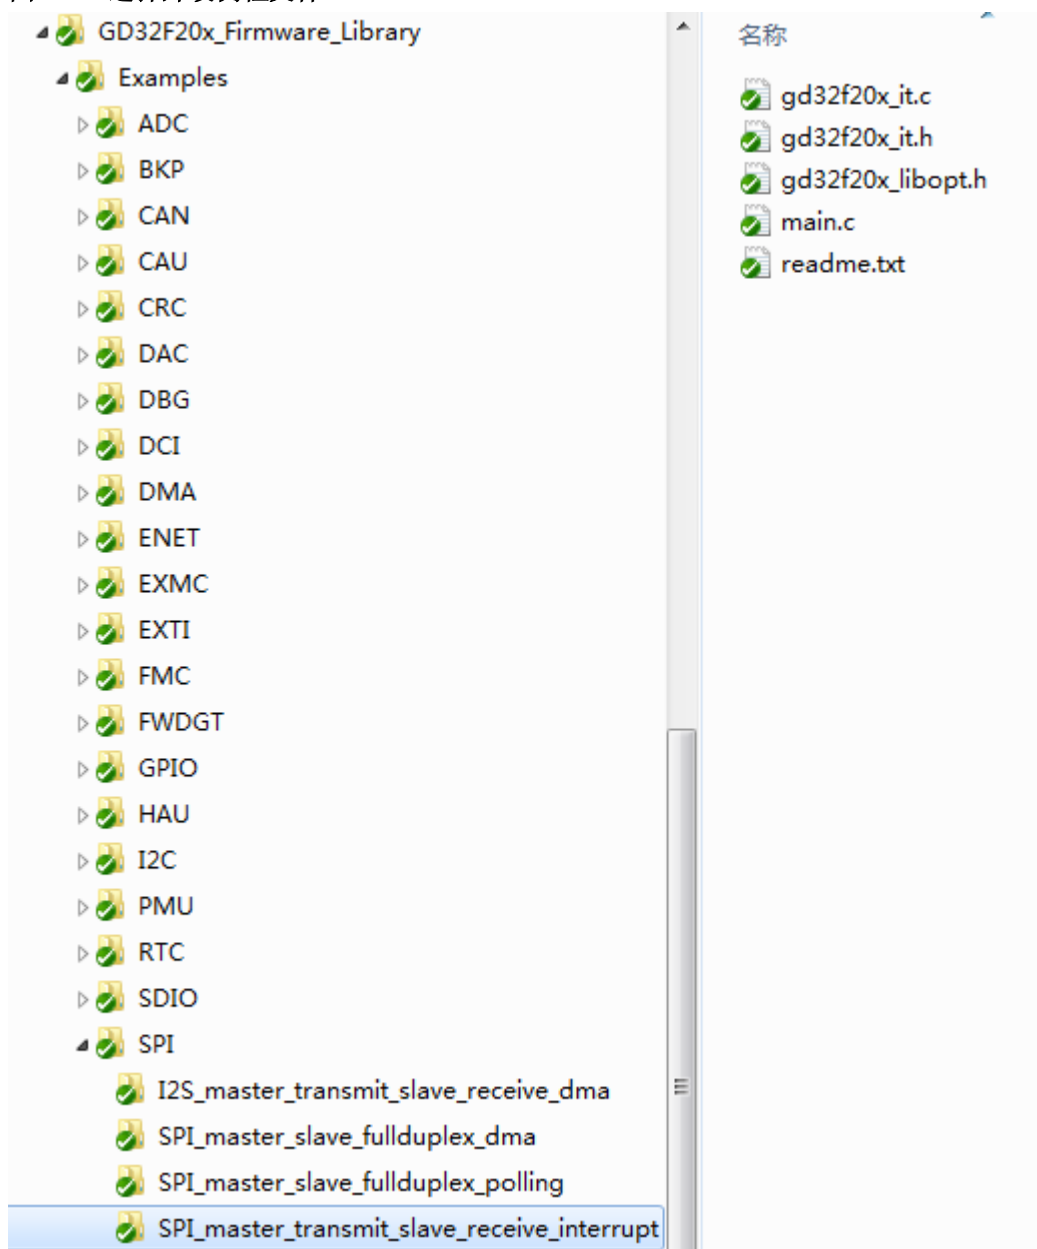 GD32F20x_Firmware_Library
Examples
ADC
BKP
CAN
CAU
CRC
DAC
DBG
DCI
DMA
ENET
EXMC
EXTI
FMC
FWDGT
GPIO
HAU
I2C
PMU
RTC
SDIO
SPI
I2S_master_transmit_slave_receive_dma
SPI_master_slave_fullduplex_dma
SPI_master_slave_fullduplex_polling
SPI_master_transmit_slave_receive_interrupt
名称
gd32f20x_it.c
gd32f20x_it.h
gd32f20x_libopt.h
main.c
readme.txt